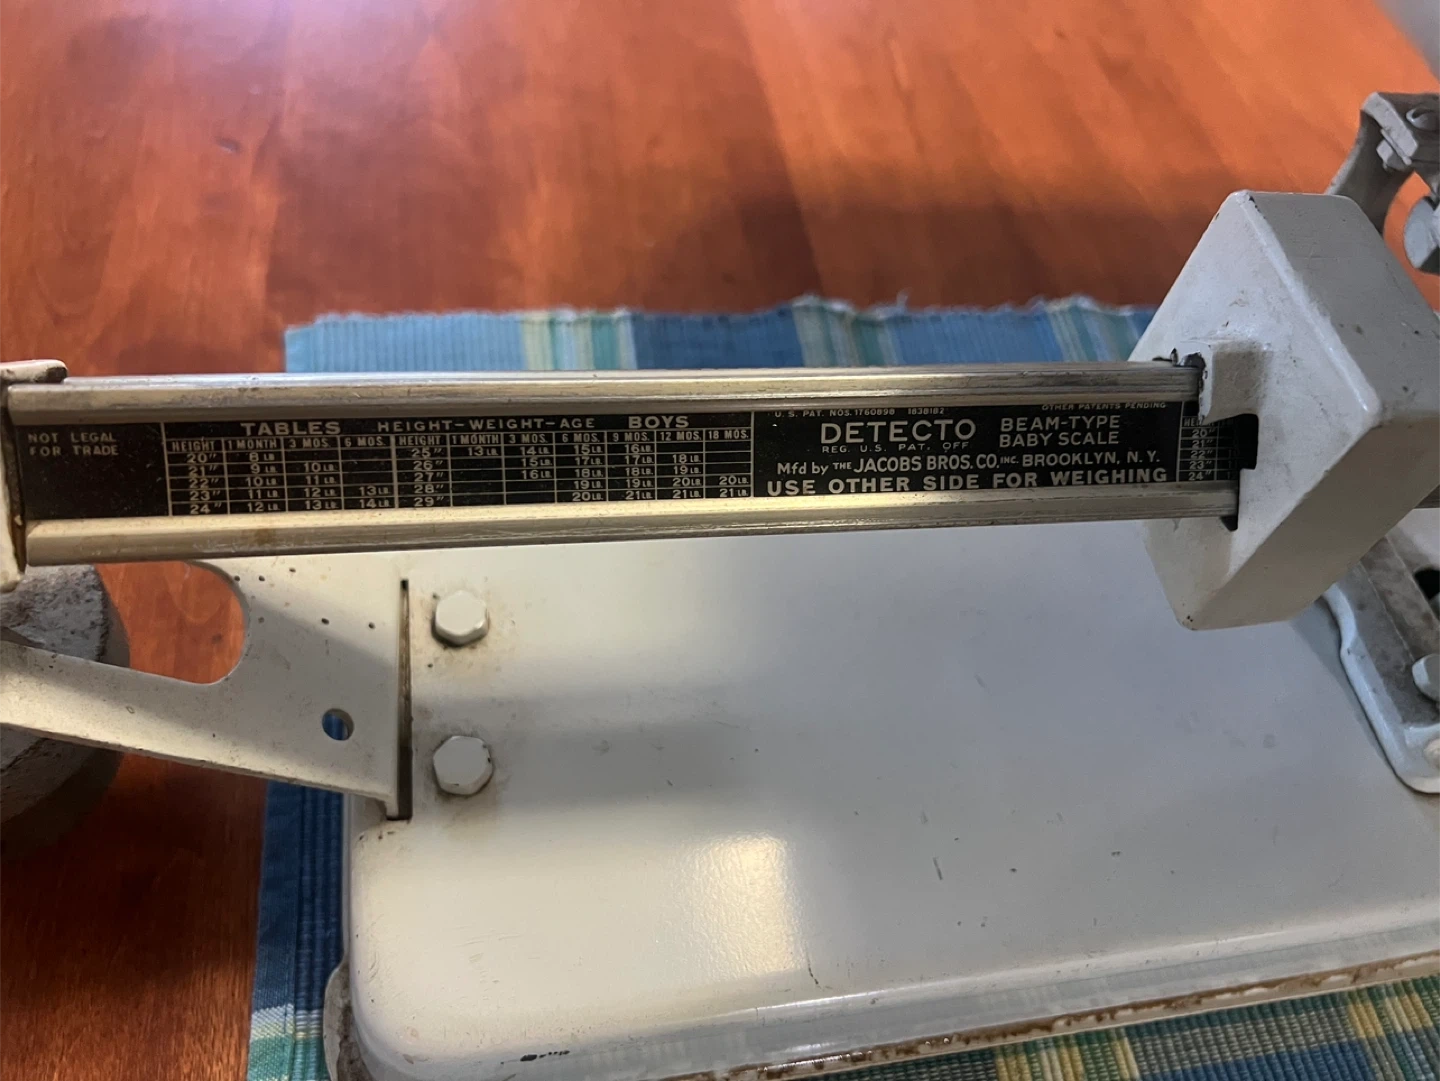 NOT LEGAL
FOR TRADE
TABLES HEIGHT-WEIGHT-AGE BOYS
HEIGHT 1 MONTH 3 MOS. 6 MOS. HEIGHT 1 MONTH 3 MOS. 6 MOS. 9 MOS. 12 MOS. 18 MOS.
20" 8 LB 25" 13 LB. 14 LB. 15 LB. 16 LB.
21" 9 LB. 10 LB. 26" 15 LB. 17 LB. 17 LB. 18 LB.
22" 10 LB. 11 LB. 27" 16 LB. 18 LB. 18 LB. 19 LB.
23" 11 LB. 12 LB. 13 LB. 28" 19 LB. 19 LB. 20 LB. 20 LB.
24" 12 LB. 13 LB. 14 LB. 29" 20 LB. 21 LB. 21 LB. 21 LB.
U.S. PAT. NOS. 1760898 1838182 OTHER PATENTS PENDING
DETECTO BEAM-TYPE
REG. U.S. PAT. OFF BABY SCALE
Mfd by THE JACOBS BROS. CO. INC. BROOKLYN, N.Y.
USE OTHER SIDE FOR WEIGHING
20"
21"
22"
23"
24"